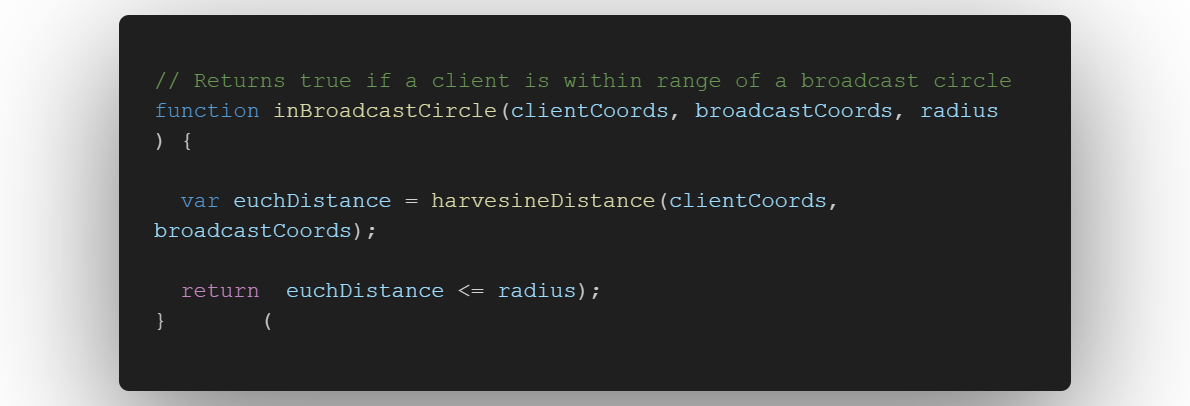 // Returns true if a client is within range of a broadcast circle
function inBroadcastCircle(clientCoords, broadcastCoords, radius
) {
  var euchDistance = harvesineDistance(clientCoords,
broadcastCoords);
  return  euchDistance <= radius);
}       (